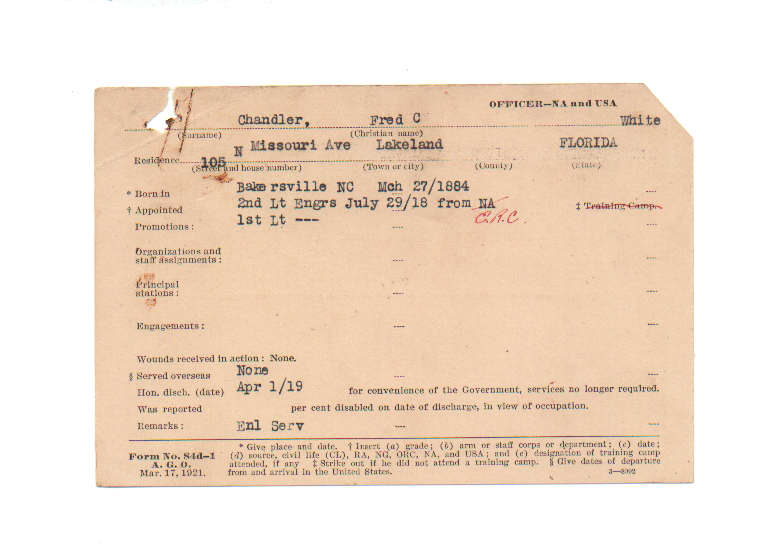 OFFICER—NA and USA
Chandler, Fred C White
(Surname) (Christian name)
105 N Missouri Ave Lakeland FLORIDA
Residence
(Street and house number) (Town or city) (County) (State)
* Born in Bakersville NC Mch 27/1884
† Appointed 2nd Lt Engrs July 29/18 from NA ‡ Training Camp.
E.R.C.
Promotions: 1st Lt ---
Organizations and
staff assignments:
Principal
stations:
Engagements:
Wounds received in action: None.
§ Served overseas None
Hon. disch. (date) Apr 1/19 for convenience of the Government, services no longer required.
Was reported per cent disabled on date of discharge, in view of occupation.
Remarks: Enl Serv
Form No. 84d-1
A. G. O.
Mar. 17, 1921.
* Give place and date. † Insert (a) grade; (b) arm or staff corps or department; (c) date;
(d) source, civil life (CL), RA, NG, ORC, NA, and USA; and (e) designation of training camp
attended, if any ‡ Strike out if he did not attend a training camp. § Give dates of departure
from and arrival in the United States. 3—8092